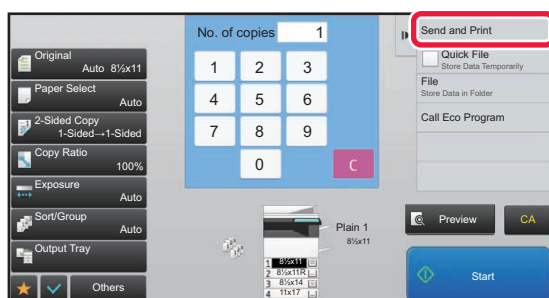 No. of copies 1
Send and Print
Original
Auto 8½x11
Quick File
Store Data Temporarily
1 2 3
Paper Select
Auto
File
Store Data in Folder
4 5 6
2-Sided Copy
1-Sided→1-Sided
Call Eco Program
7 8 9
Copy Ratio
100%
0 C
Exposure
Auto
Sort/Group
Auto
Plain 1
8½x11
Preview
CA
Output Tray
1 8½x11
2 8½x11R
3 8½x14
4 11x17
Others
Start